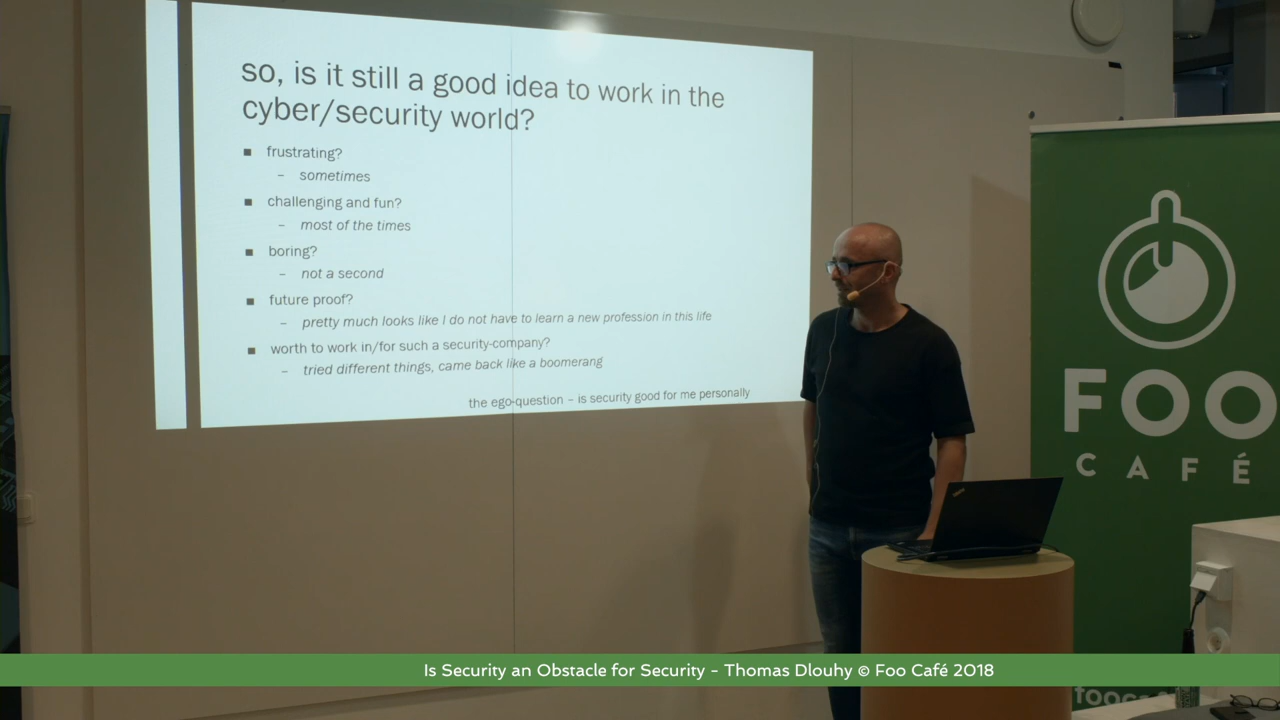 so, is it still a good idea to work in the
cyber/security world?
■ frustrating?
– sometimes
■ challenging and fun?
– most of the times
■ boring?
– not a second
■ future proof?
– pretty much looks like I do not have to learn a new profession in this life
■ worth to work in/for such a security-company?
– tried different things, came back like a boomerang
the ego-question – is security good for me personally
FOO
CAFÉ
Is Security an Obstacle for Security - Thomas Dlouhy © Foo Café 2018